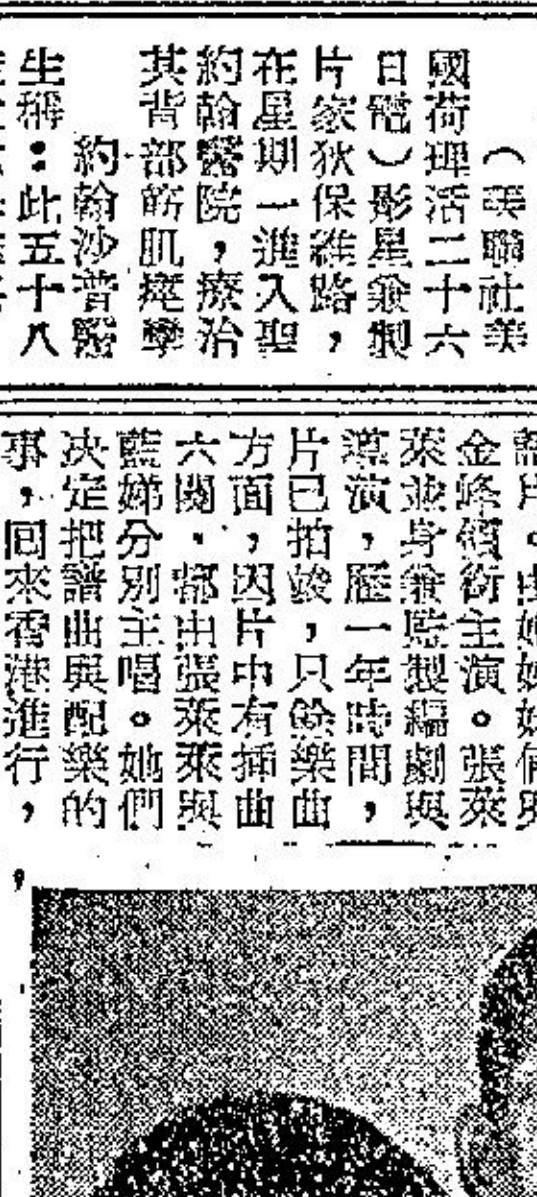 （美聯社美
國荷理活二十六
日電）影星兼製
片家狄保維路，
在星期一進入聖
約翰醫院，療治
其背部筋肌痙攣
約翰沙普醫
生稱：此五十八
片。由
金峰領銜主演。張萊
萊並身兼監製編劇與
導演，歷一年時間，
片已拍竣，只餘樂曲
方面，因片中有插曲
六闋，都由張萊萊與
藍娣分別主唱。她們
決定把譜曲與配樂的
事，回來香港進行，